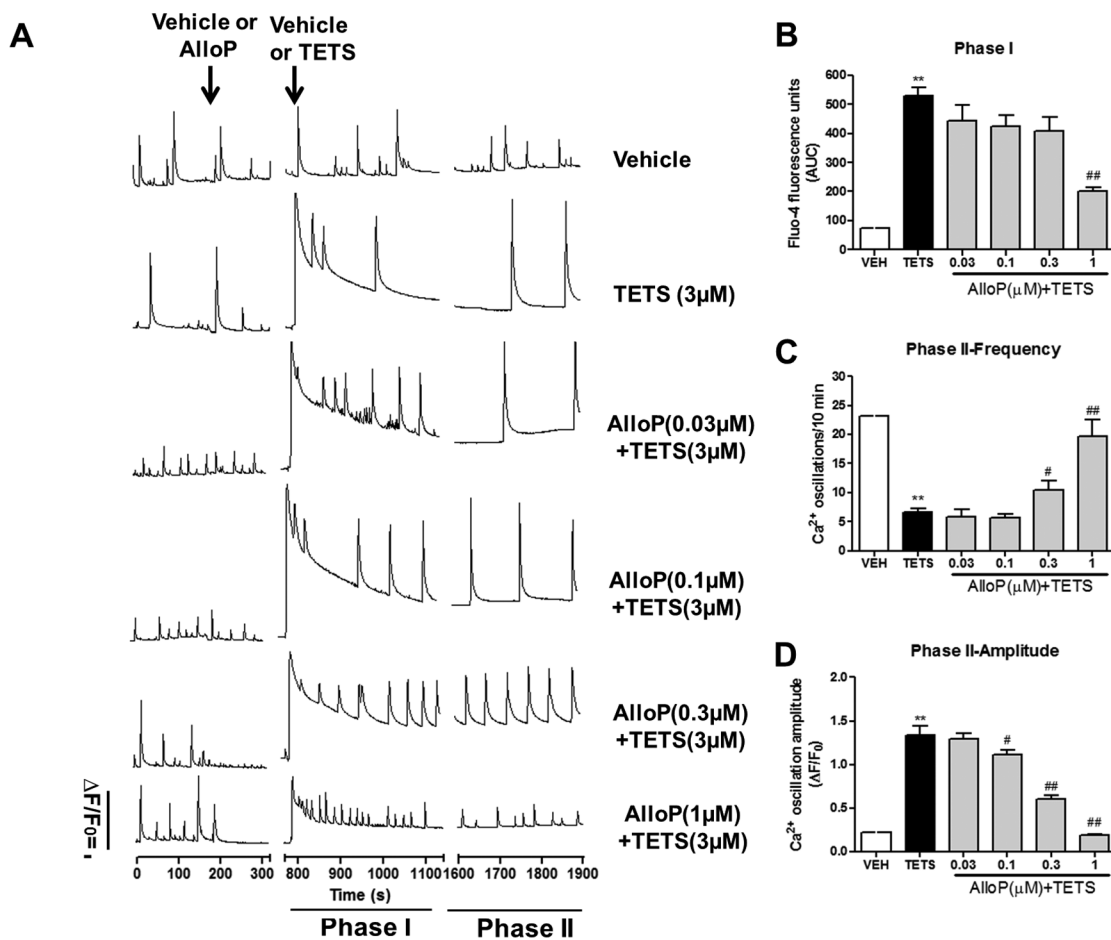 A
Vehicle or
AlloP
Vehicle
or TETS
Vehicle
TETS (3µM)
AlloP(0.03µM)
+TETS(3µM)
AlloP(0.1µM)
+TETS(3µM)
AlloP(0.3µM)
+TETS(3µM)
AlloP(1µM)
+TETS(3µM)
ΔF/F₀=
0 100 200 300 800 900 1000 1100 1600 1700 1800 1900
Time (s)
Phase I Phase II
B
Phase I
Fluo-4 fluorescence units
(AUC)
600
500
400
300
200
100
0
**
##
VEH TETS 0.03 0.1 0.3 1
AlloP(μM)+TETS
C
Phase II-Frequency
Ca²⁺ oscillations/10 min
30
25
20
15
10
5
0
**
#
##
VEH TETS 0.03 0.1 0.3 1
AlloP(μM)+TETS
D
Phase II-Amplitude
Ca²⁺ oscillation amplitude
(ΔF/F₀)
2.0
1.5
1.0
0.5
0.0
**
#
##
##
VEH TETS 0.03 0.1 0.3 1
AlloP(μM)+TETS